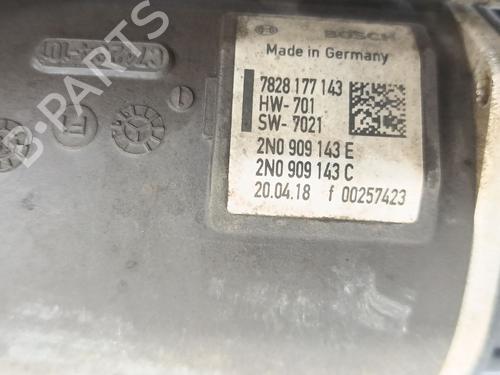 BOSCH
Made in Germany
7828 177 143
HW- 701
SW- 7021
2N0 909 143 E
2N0 909 143 C
20.04.18 f 00257423
B-PARTS